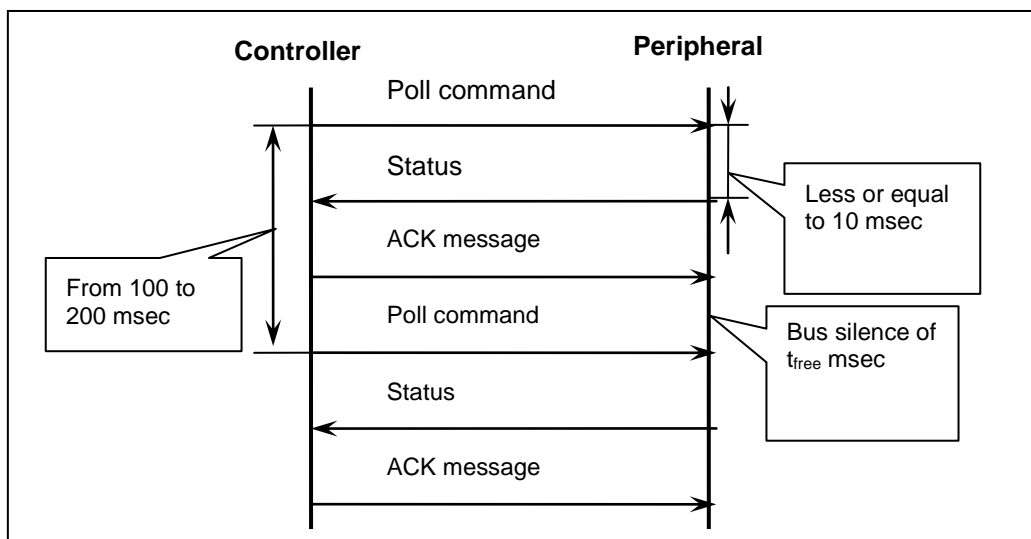 Controller
Peripheral
Poll command
Status
Less or equal
to 10 msec
ACK message
From 100 to
200 msec
Poll command
Bus silence of
tfree msec
Status
ACK message